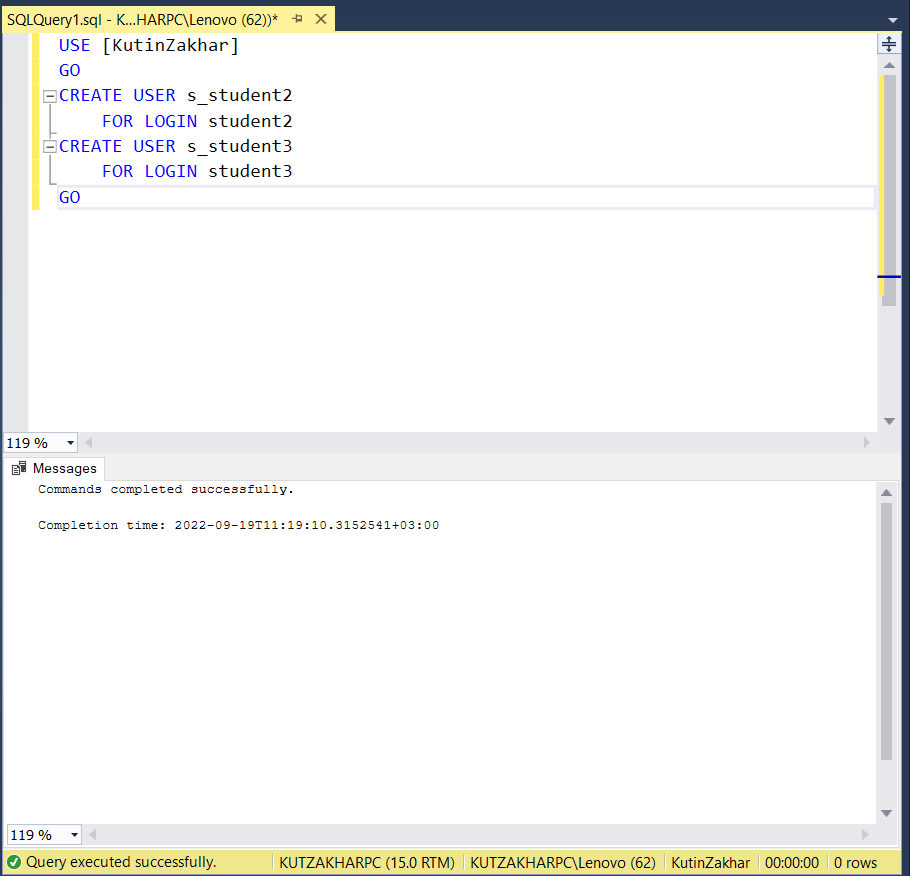 SQLQuery1.sql - K...HARPC\Lenovo (62))*
USE [KutinZakhar]
GO
CREATE USER s_student2
    FOR LOGIN student2
CREATE USER s_student3
    FOR LOGIN student3
GO
119 %
Messages
Commands completed successfully.
Completion time: 2022-09-19T11:19:10.3152541+03:00
119 %
Query executed successfully. KUTZAKHARPC (15.0 RTM) KUTZAKHARPC\Lenovo (62) KutinZakhar 00:00:00 0 rows